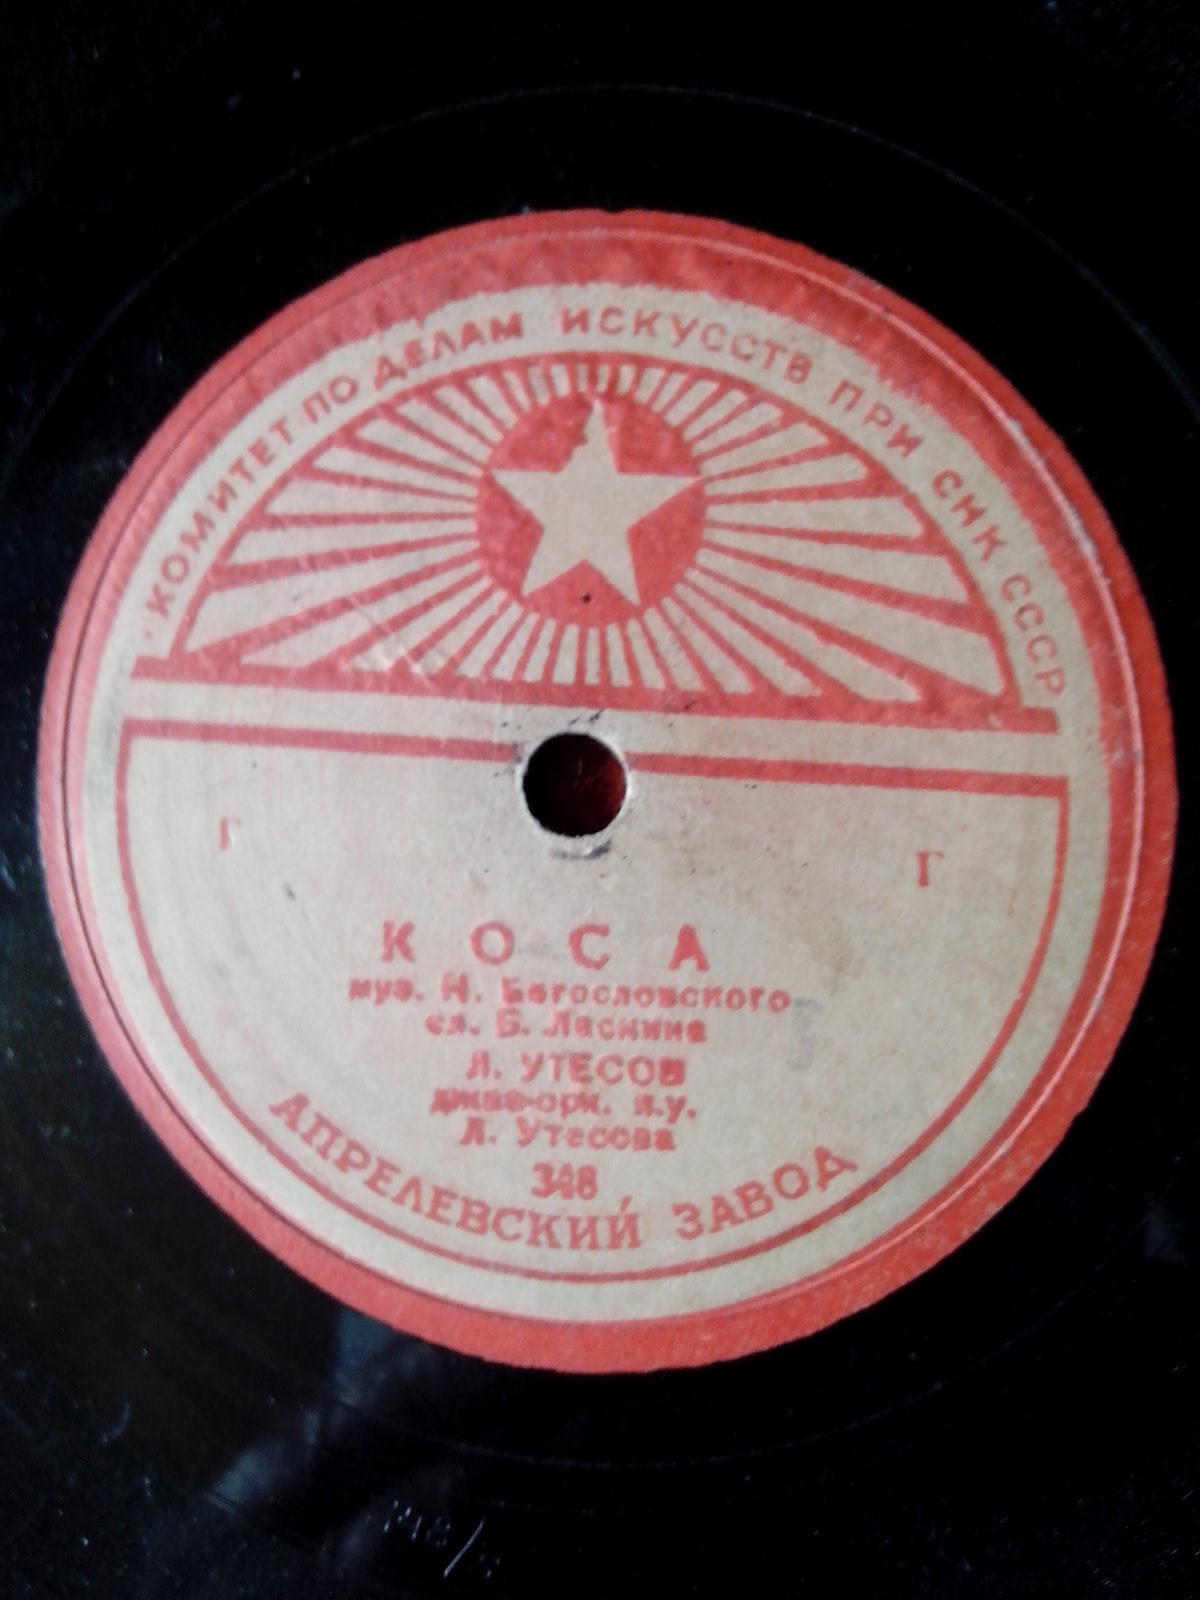 КОМИТЕТ ПО ДЕЛАМ ИСКУССТВ ПРИ СНК СССР
Г Г
КОСА
муз. Н. Богословского
сл. Б. Ласкина
Л. УТЕСОВ
джаз-орк. п.у.
Л. Утесова
348
АПРЕЛЕВСКИЙ ЗАВОД